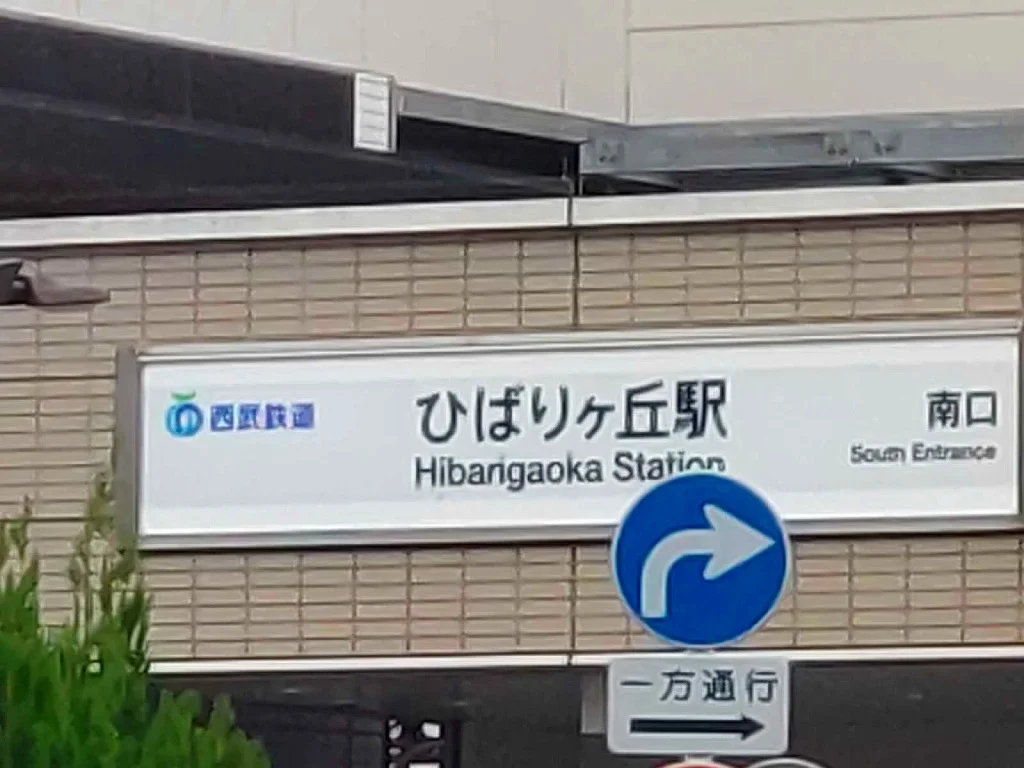 西武鉄道
ひばりヶ丘駅
Hibarigaoka Station
南口
South Entrance
一方通行